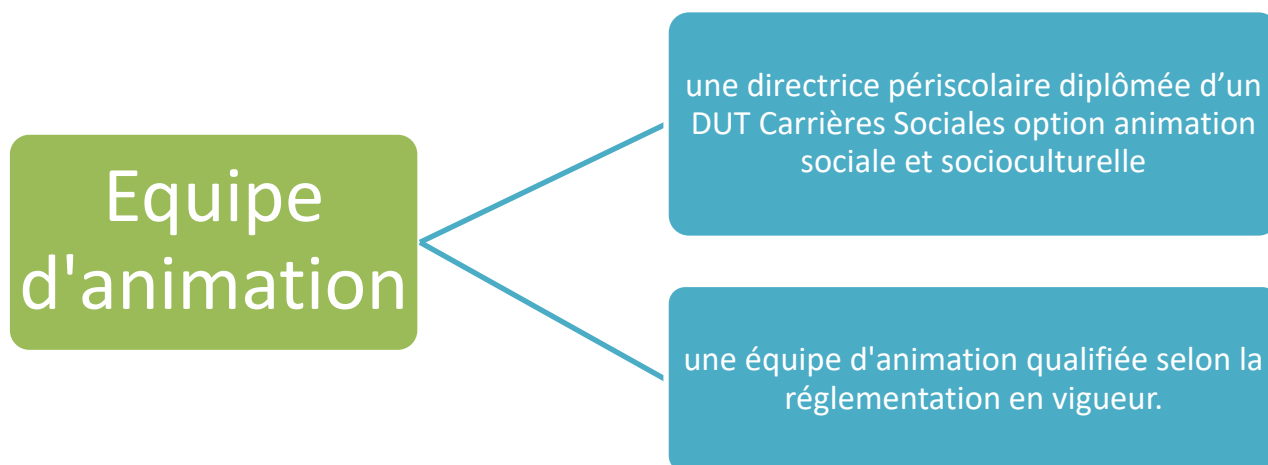 Equipe
d'animation
une directrice périscolaire diplômée d’un
DUT Carrières Sociales option animation
sociale et socioculturelle
une équipe d'animation qualifiée selon la
réglementation en vigueur.